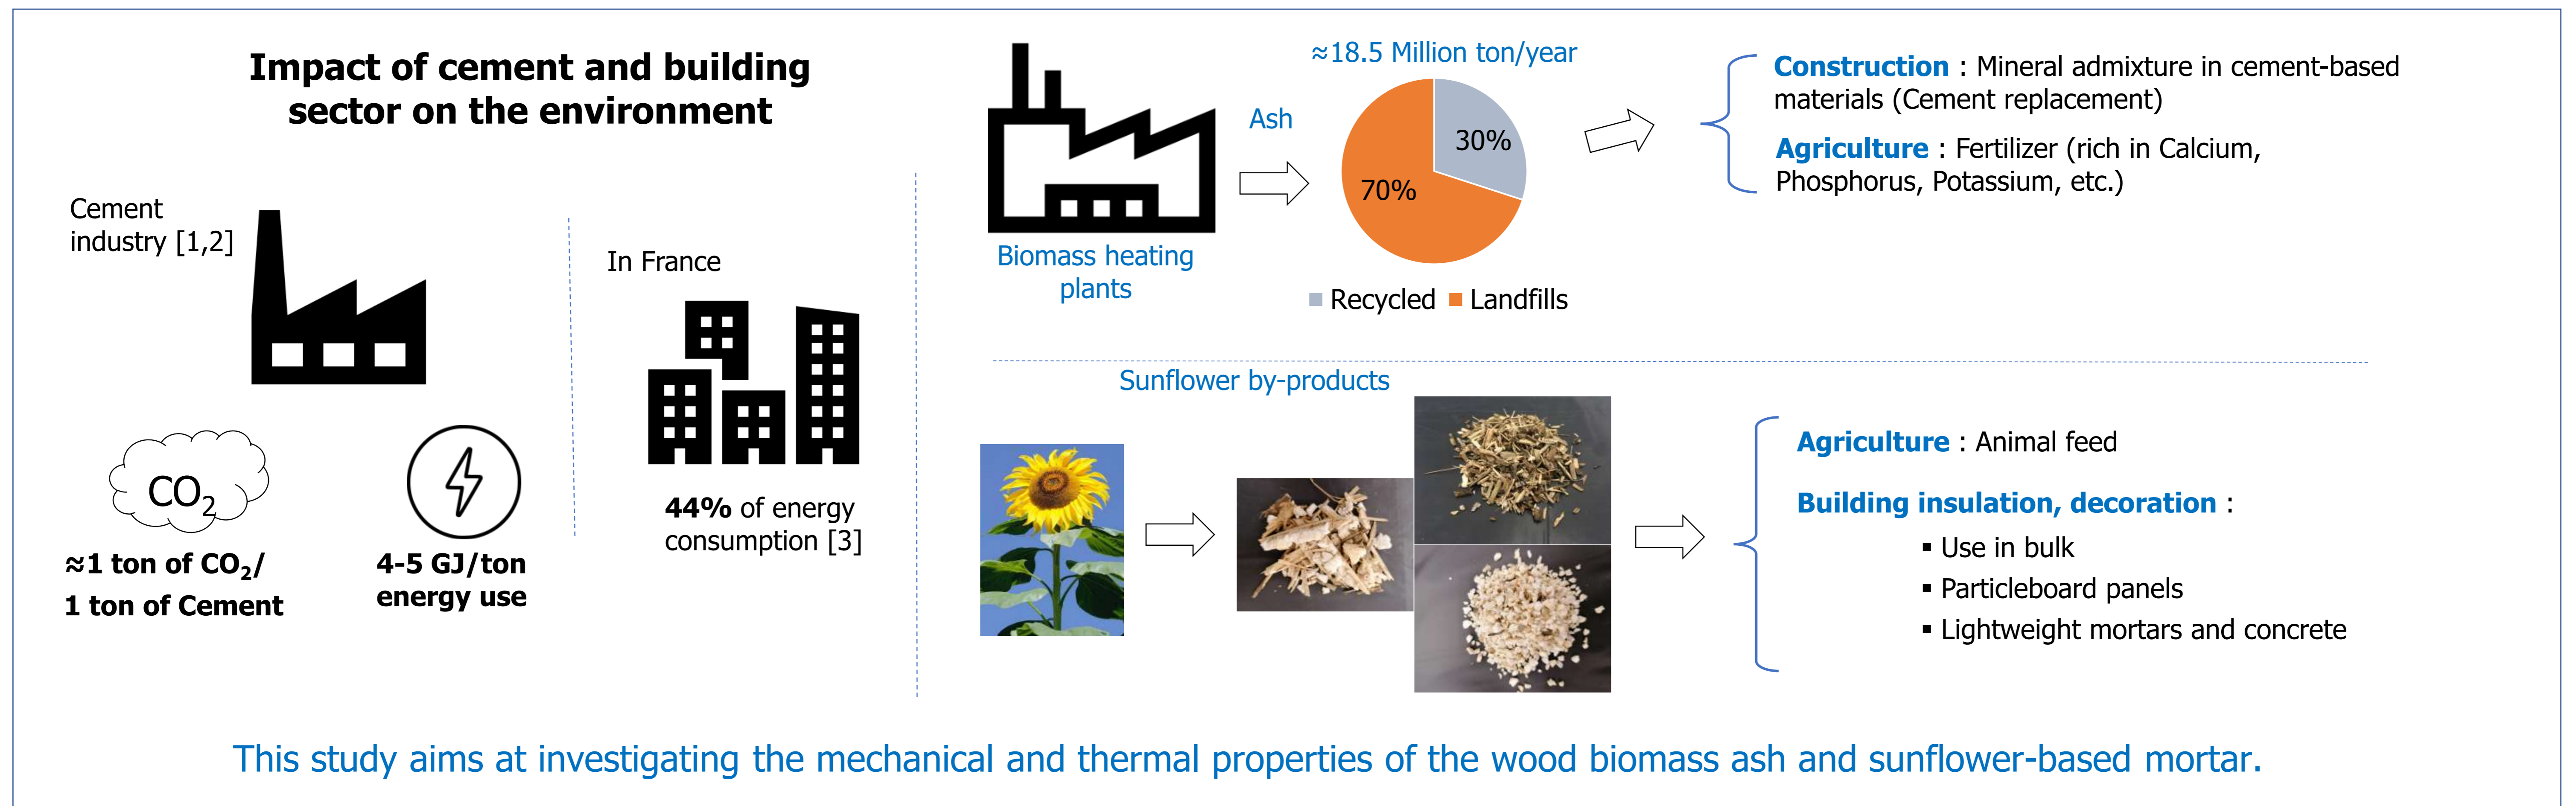 Impact of cement and building
sector on the environment
Cement
industry [1,2]
CO₂
≈1 ton of CO₂/
1 ton of Cement
4-5 GJ/ton
energy use
In France
44% of energy
consumption [3]
Biomass heating
plants
Ash
≈18.5 Million ton/year
30%
70%
Recycled
Landfills
Construction : Mineral admixture in cement-based
materials (Cement replacement)
Agriculture : Fertilizer (rich in Calcium,
Phosphorus, Potassium, etc.)
Sunflower by-products
Agriculture : Animal feed
Building insulation, decoration :
▪ Use in bulk
▪ Particleboard panels
▪ Lightweight mortars and concrete
This study aims at investigating the mechanical and thermal properties of the wood biomass ash and sunflower-based mortar.